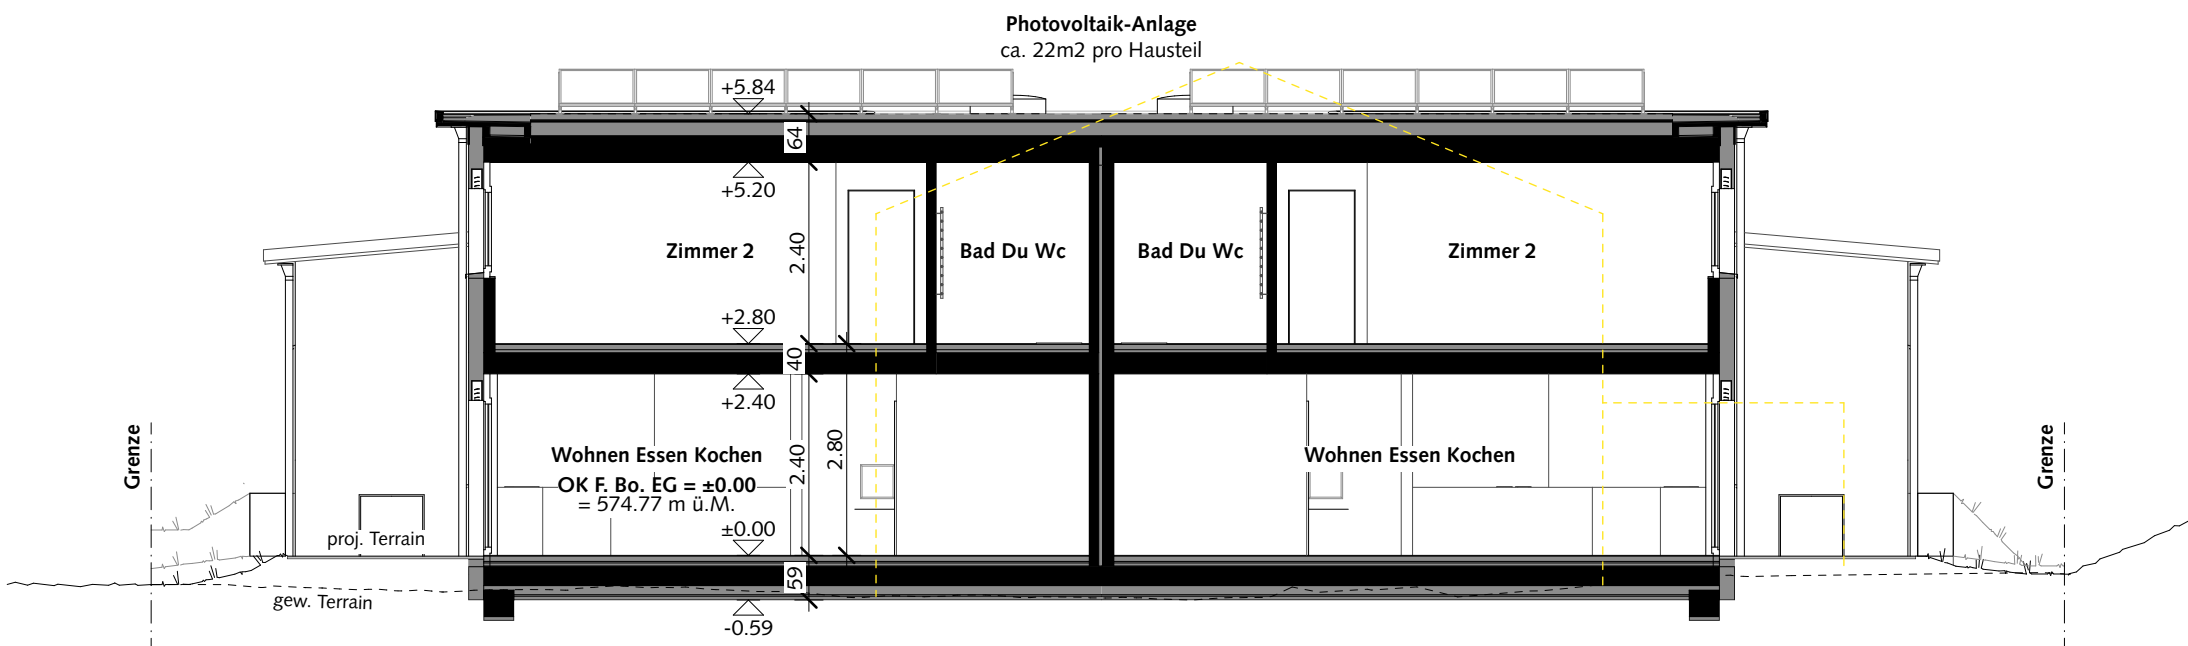 Photovoltaik-Anlage
ca. 22m2 pro Hausteil
+5.84
64
+5.20
Zimmer 2
2.40
Bad Du Wc
Bad Du Wc
Zimmer 2
+2.80
40
+2.40
Grenze
Wohnen Essen Kochen
2.40
2.80
Wohnen Essen Kochen
Grenze
OK F. Bo. EG = ±0.00
= 574.77 m ü.M.
±0.00
proj. Terrain
59
gew. Terrain
-0.59